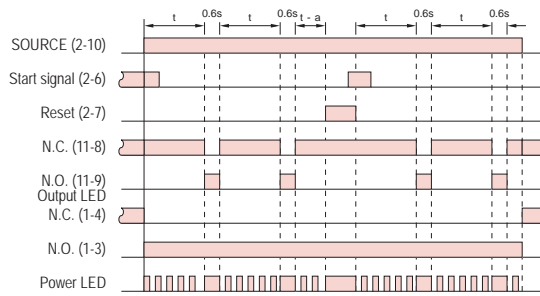 t 0.6s t 0.6s t - a t 0.6s t 0.6s
SOURCE (2-10)
Start signal (2-6)
Reset (2-7)
N.C. (11-8)
N.O. (11-9)
Output LED
N.C. (1-4)
N.O. (1-3)
Power LED